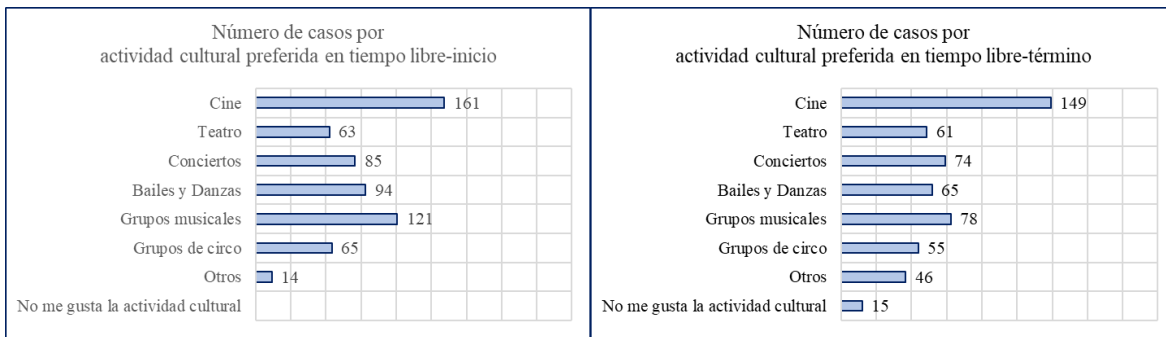 Número de casos por
actividad cultural preferida en tiempo libre-inicio
Cine 161
Teatro 63
Conciertos 85
Bailes y Danzas 94
Grupos musicales 121
Grupos de circo 65
Otros 14
No me gusta la actividad cultural
Número de casos por
actividad cultural preferida en tiempo libre-término
Cine 149
Teatro 61
Conciertos 74
Bailes y Danzas 65
Grupos musicales 78
Grupos de circo 55
Otros 46
No me gusta la actividad cultural 15